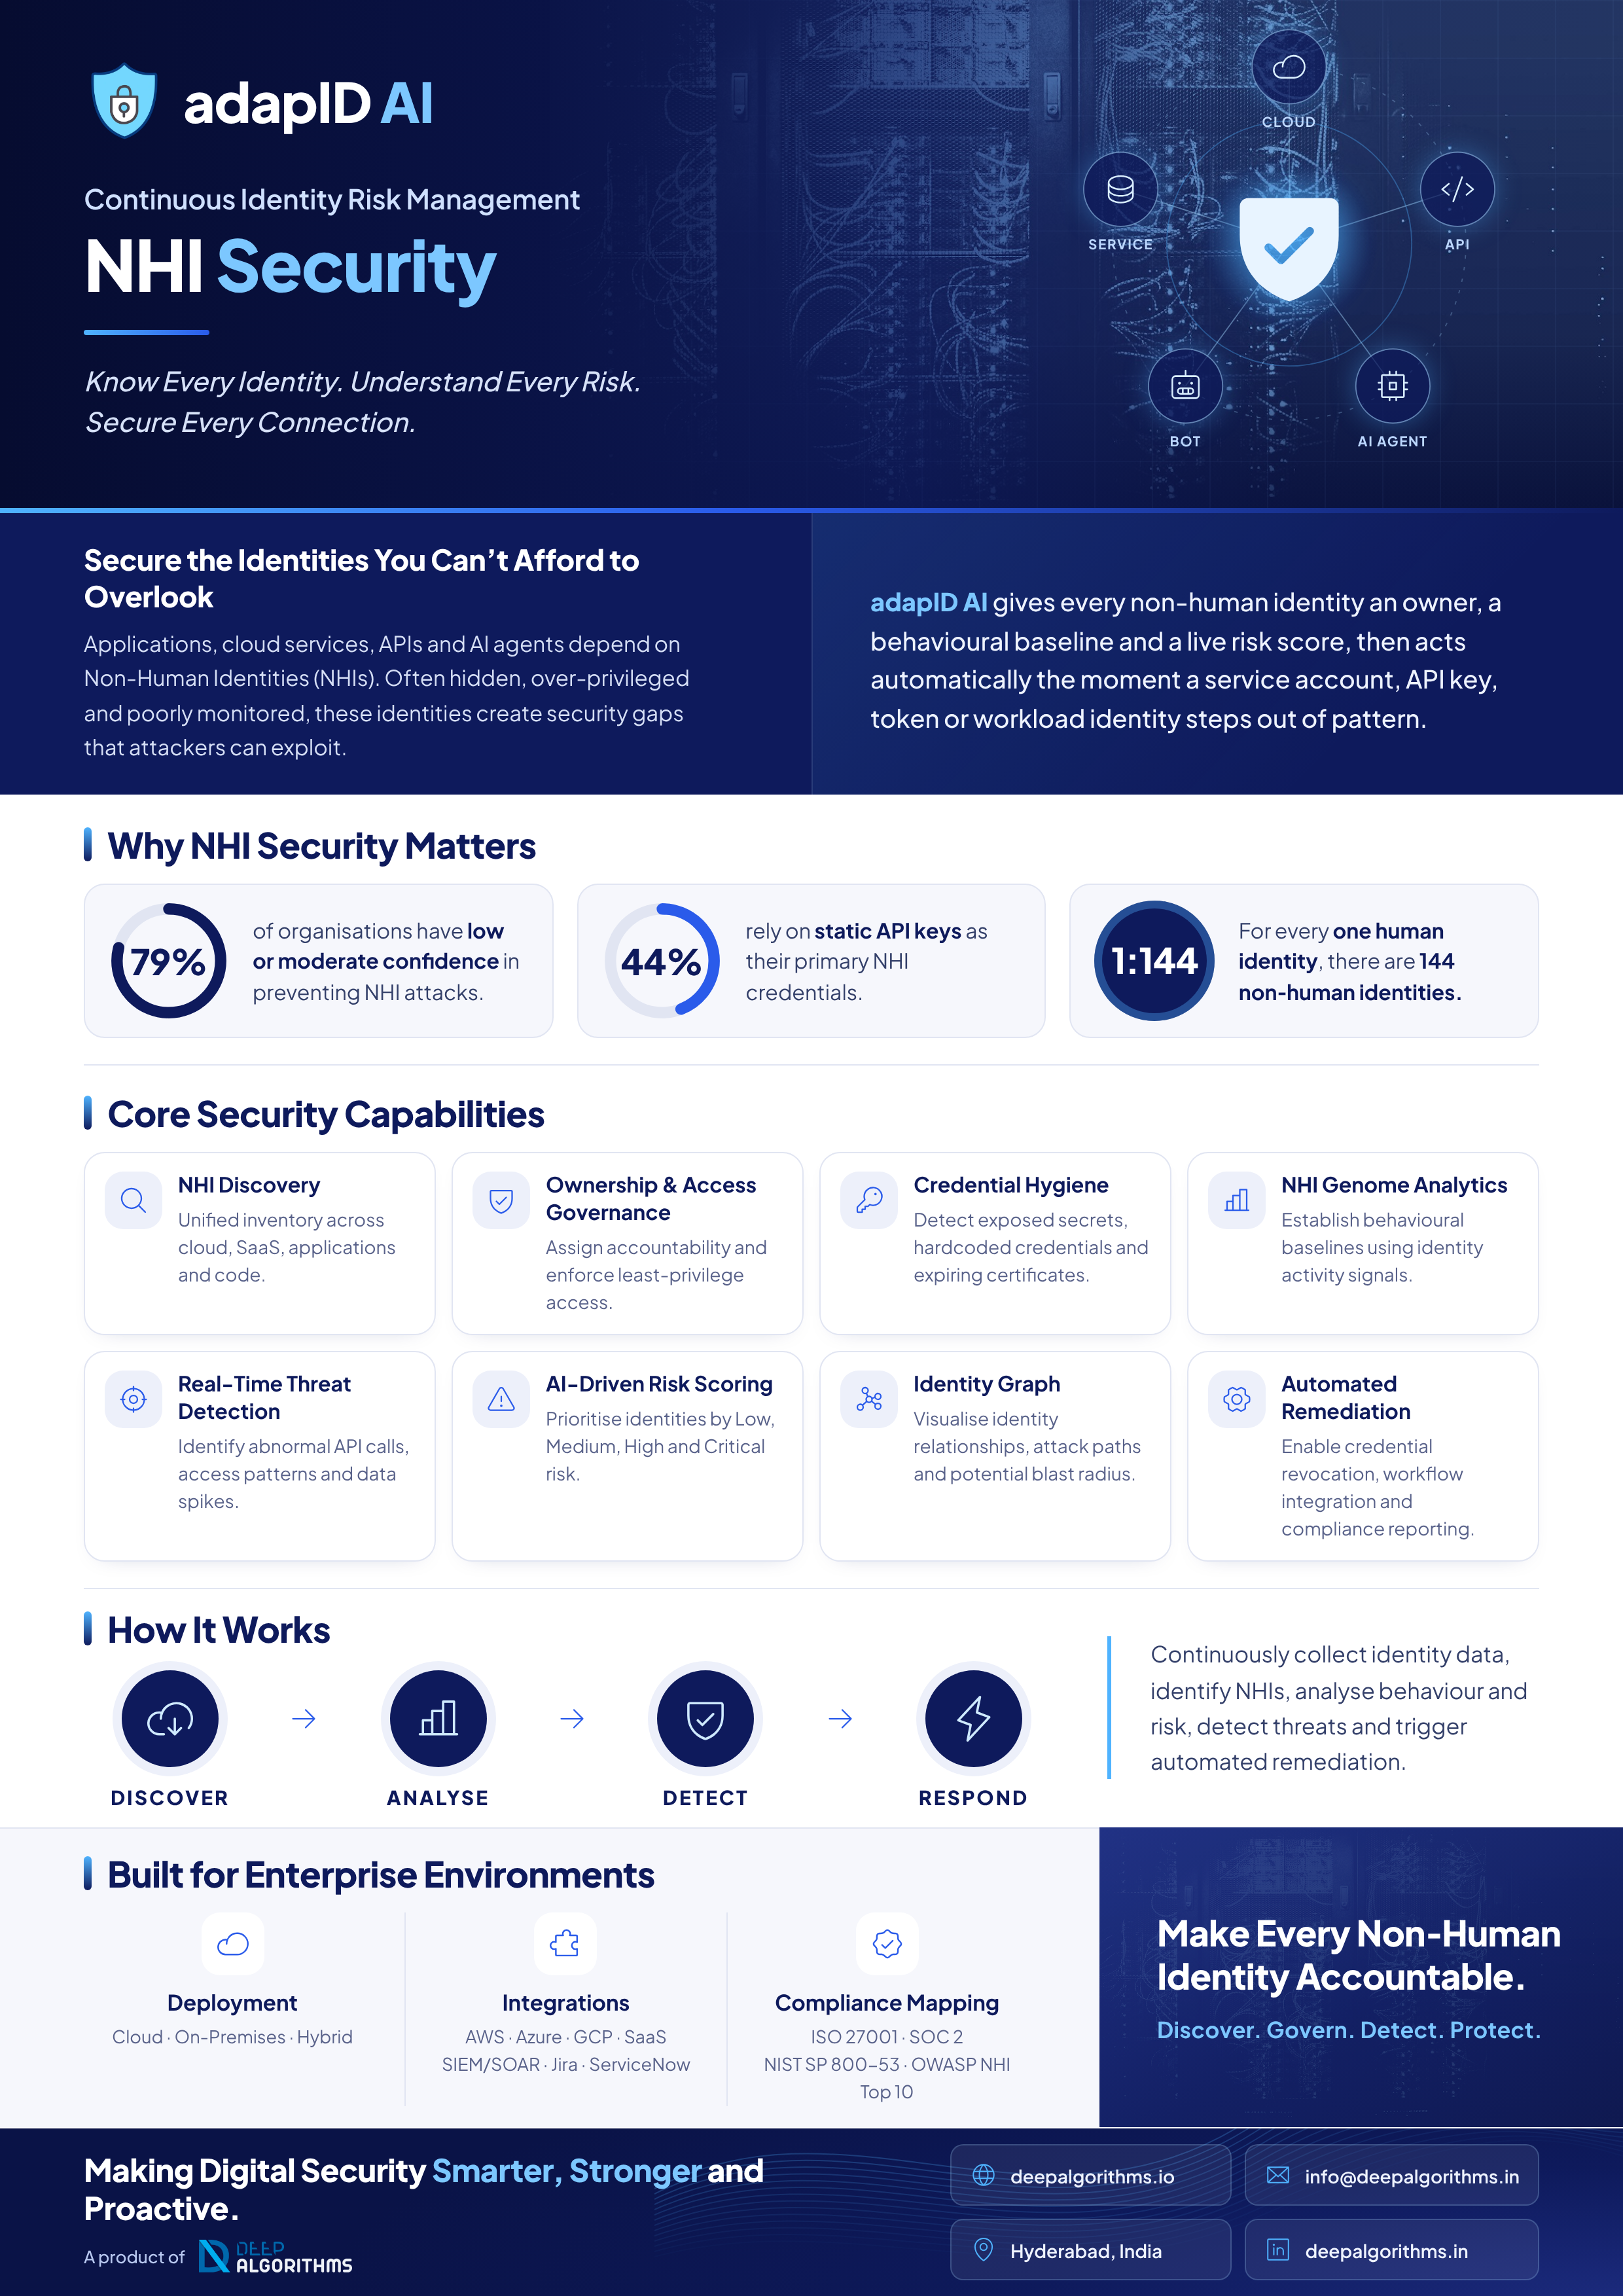 adapID AI
Continuous Identity Risk Management
NHI Security
Know Every Identity. Understand Every Risk.
Secure Every Connection.
CLOUD
SERVICE
API
BOT
AI AGENT
Secure the Identities You Can’t Afford to
Overlook
Applications, cloud services, APIs and AI agents depend on
Non-Human Identities (NHIs). Often hidden, over-privileged
and poorly monitored, these identities create security gaps
that attackers can exploit.
adapID AI gives every non-human identity an owner, a
behavioural baseline and a live risk score, then acts
automatically the moment a service account, API key,
token or workload identity steps out of pattern.
Why NHI Security Matters
79%
of organisations have low
or moderate confidence in
preventing NHI attacks.
44%
rely on static API keys as
their primary NHI
credentials.
1:144
For every one human
identity, there are 144
non-human identities.
Core Security Capabilities
NHI Discovery
Unified inventory across
cloud, SaaS, applications
and code.
Ownership & Access
Governance
Assign accountability and
enforce least-privilege
access.
Credential Hygiene
Detect exposed secrets,
hardcoded credentials and
expiring certificates.
NHI Genome Analytics
Establish behavioural
baselines using identity
activity signals.
Real-Time Threat
Detection
Identify abnormal API calls,
access patterns and data
spikes.
AI-Driven Risk Scoring
Prioritise identities by Low,
Medium, High and Critical
risk.
Identity Graph
Visualise identity
relationships, attack paths
and potential blast radius.
Automated
Remediation
Enable credential
revocation, workflow
integration and
compliance reporting.
How It Works
DISCOVER
ANALYSE
DETECT
RESPOND
Continuously collect identity data,
identify NHIs, analyse behaviour and
risk, detect threats and trigger
automated remediation.
Built for Enterprise Environments
Deployment
Cloud · On-Premises · Hybrid
Integrations
AWS · Azure · GCP · SaaS
SIEM/SOAR · Jira · ServiceNow
Compliance Mapping
ISO 27001 · SOC 2
NIST SP 800-53 · OWASP NHI
Top 10
Make Every Non-Human
Identity Accountable.
Discover. Govern. Detect. Protect.
Making Digital Security Smarter, Stronger and
Proactive.
A product of
DEEP
ALGORITHMS
deepalgorithms.io
info@deepalgorithms.in
Hyderabad, India
in
deepalgorithms.in